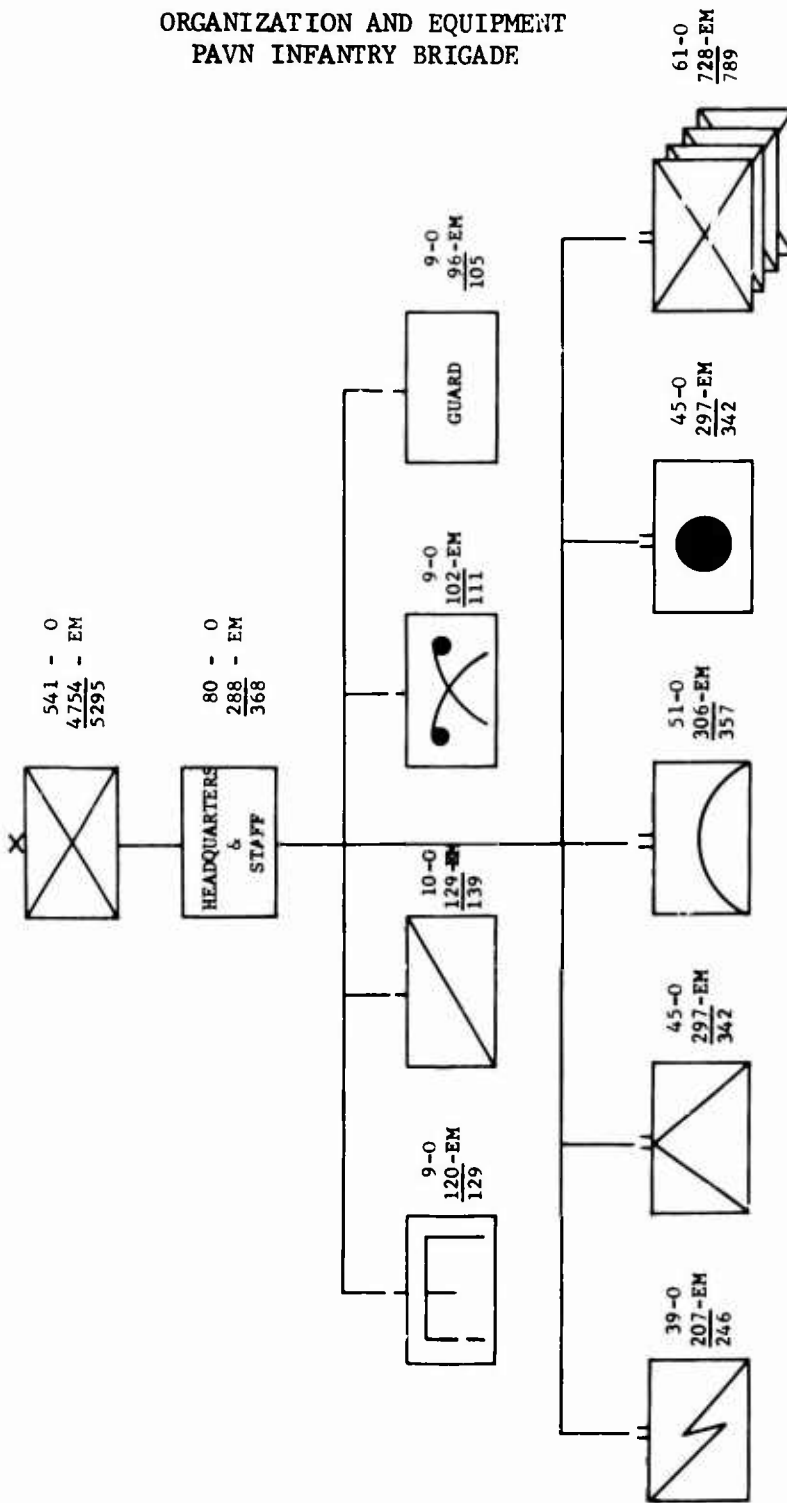 ORGANIZATION AND EQUIPMENT
PAVN INFANTRY BRIGADE
541 - O
4754 - EM
5295
HEADQUARTERS
&
STAFF
80 - O
288 - EM
368
9-O
120-EM
129
10-O
129-EM
139
9-O
102-EM
111
GUARD
9-O
96-EM
105
39-O
207-EM
246
45-O
297-EM
342
51-O
306-EM
357
45-O
297-EM
342
61-O
728-EM
789